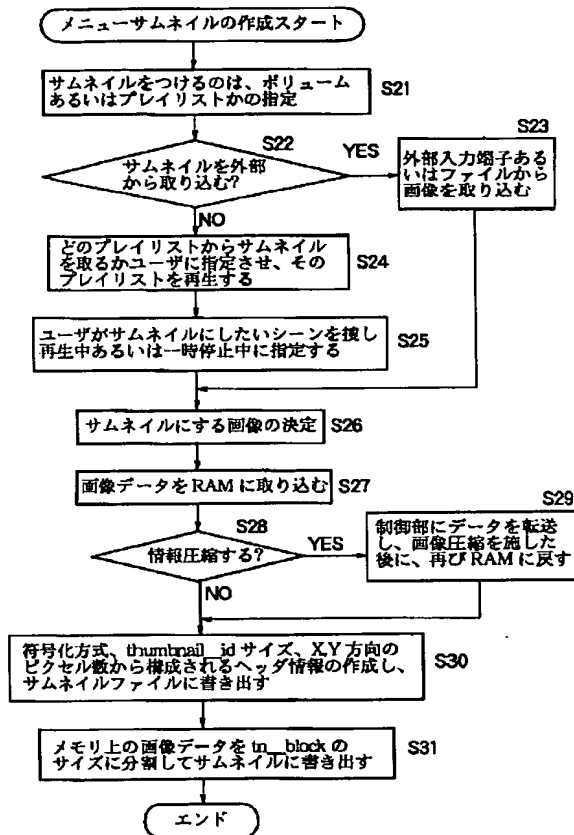 メニューサムネイルの作成スタート
サムネイルをつけるのは、ボリューム
あるいはプレイリストかの指定
S21
S22
サムネイルを外部
から取り込む?
YES
NO
S23
外部入力端子ある
いはファイルから
画像を取り込む
どのプレイリストからサムネイル
を取るかユーザに指定させ、その
プレイリストを再生する
S24
ユーザがサムネイルにしたいシーンを捜し
再生中あるいは一時停止中に指定する
S25
サムネイルにする画像の決定
S26
画像データをRAMに取り込む
S27
S28
情報圧縮する?
YES
NO
S29
制御部にデータを転送
し、画像圧縮を施した
後に、再びRAMに戻す
符号化方式、thumbnail_idサイズ、X,Y方向の
ピクセル数から構成されるヘッダ情報の作成し、
サムネイルファイルに書き出す
S30
メモリ上の画像データをtn_blockの
サイズに分割してサムネイルに書き出す
S31
エンド